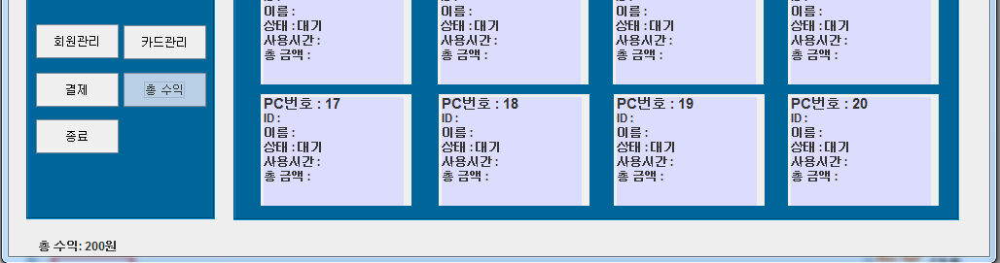 이름 : 이름 : 이름 : 이름 :
상태 : 대기 상태 : 대기 상태 : 대기 상태 : 대기
사용시간 : 사용시간 : 사용시간 : 사용시간 :
총 금액 : 총 금액 : 총 금액 : 총 금액 :
회원관리 카드관리
결제 총 수익
종료
PC번호 : 17
ID :
이름 :
상태 : 대기
사용시간 :
총 금액 :
PC번호 : 18
ID :
이름 :
상태 : 대기
사용시간 :
총 금액 :
PC번호 : 19
ID :
이름 :
상태 : 대기
사용시간 :
총 금액 :
PC번호 : 20
ID :
이름 :
상태 : 대기
사용시간 :
총 금액 :
총 수익: 200원